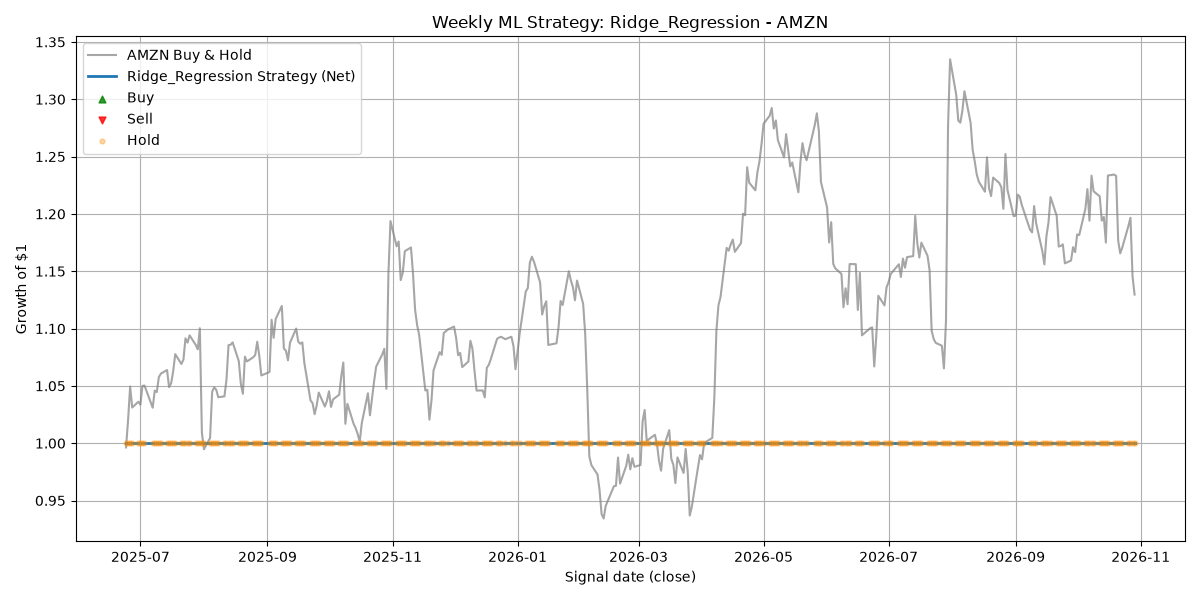 Weekly ML Strategy: Ridge_Regression - AMZN
AMZN Buy & Hold
Ridge_Regression Strategy (Net)
Buy
Sell
Hold
Growth of $1
1.35
1.30
1.25
1.20
1.15
1.10
1.05
1.00
0.95
2025-07
2025-09
2025-11
2026-01
2026-03
2026-05
2026-07
2026-09
2026-11
Signal date (close)